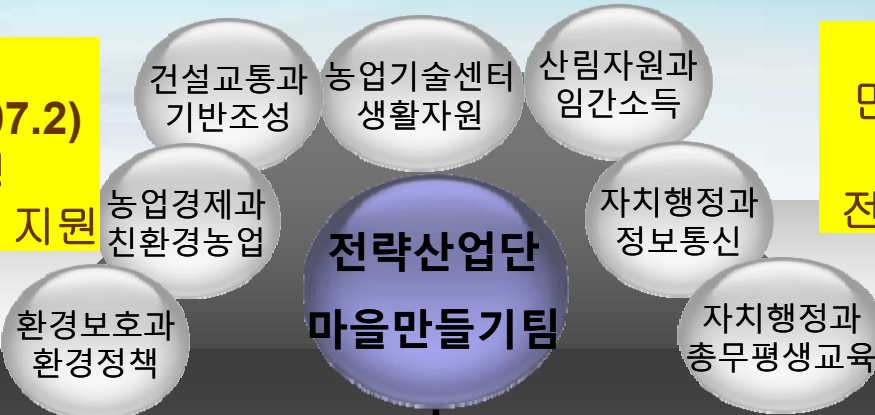 건설교통과
기반조성
농업기술센터
생활자원
산림자원과
임간소득
07.2)
지원
농업경제과
친환경농업
자치행정과
정보통신
전략산업단
마을만들기팀
환경보호과
환경정책
자치행정과
총무평생교육
전